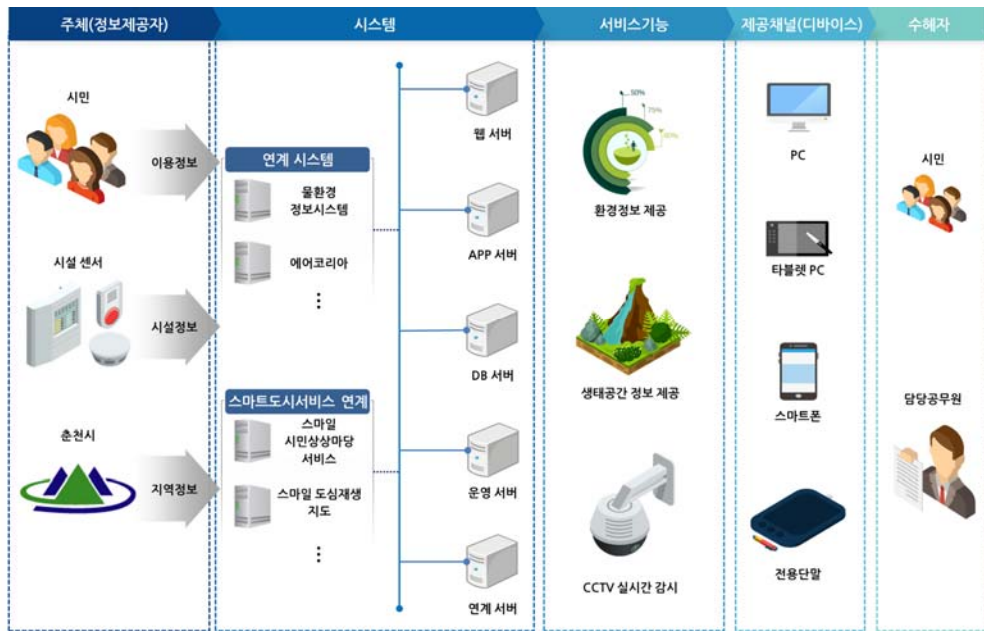 주체(정보제공자)
시스템
서비스기능
제공채널(디바이스)
수혜자
시민
이용정보
시설 센서
시설정보
춘천시
지역정보
연계 시스템
물환경
정보시스템
에어코리아
스마트도시서비스 연계
스마일
시민상상마당
서비스
스마일 도심재생
지도
웹 서버
APP 서버
DB 서버
운영 서버
연계 서버
50%
75%
환경정보 제공
생태공간 정보 제공
CCTV 실시간 감시
PC
타블렛 PC
스마트폰
전용단말
시민
담당공무원